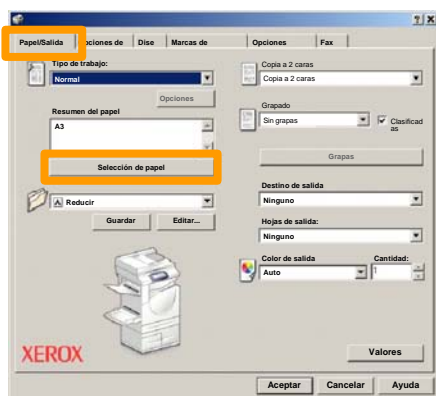 Papel/Salida
pciones de
Dise
Marcas de
Opciones
Fax
Tipo de trabajo:
Normal
Opciones
Resumen del papel
A3
Selección de papel
Reducir
Guardar
Editar...
XEROX
Copia a 2 caras
Copia a 2 caras
Grapado
Sin grapas
Clasificad
as
Grapas
Destino de salida
Ninguno
Hojas de salida:
Ninguno
Color de salida
Auto
Cantidad:
1
Valores
Aceptar
Cancelar
Ayuda